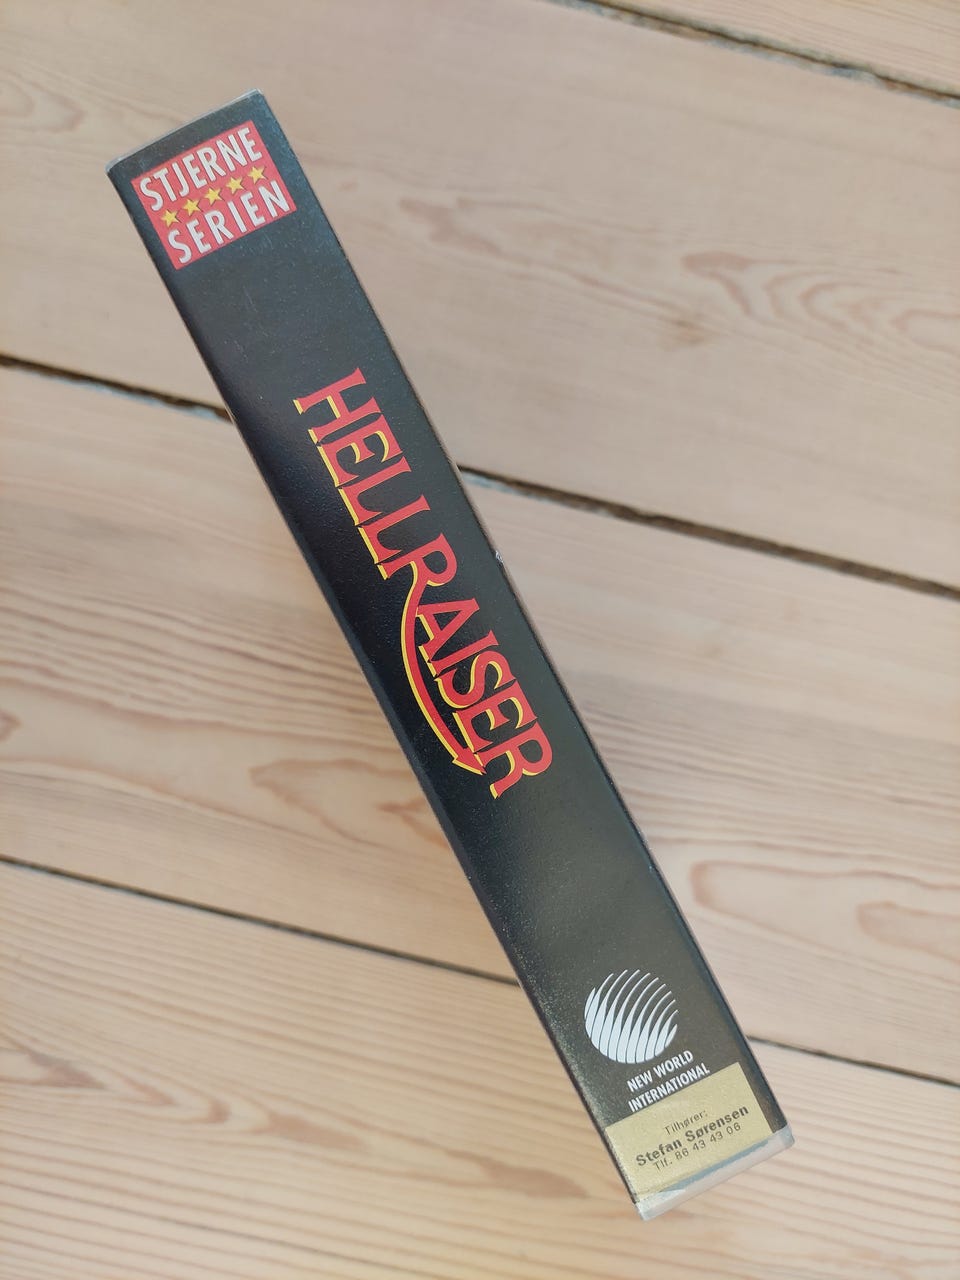 STJERNE
SERIEN
HELLRAISER
NEW WORLD
INTERNATIONAL
Tilhører:
Stefan Sørensen
Tlf. 86 43 43 06